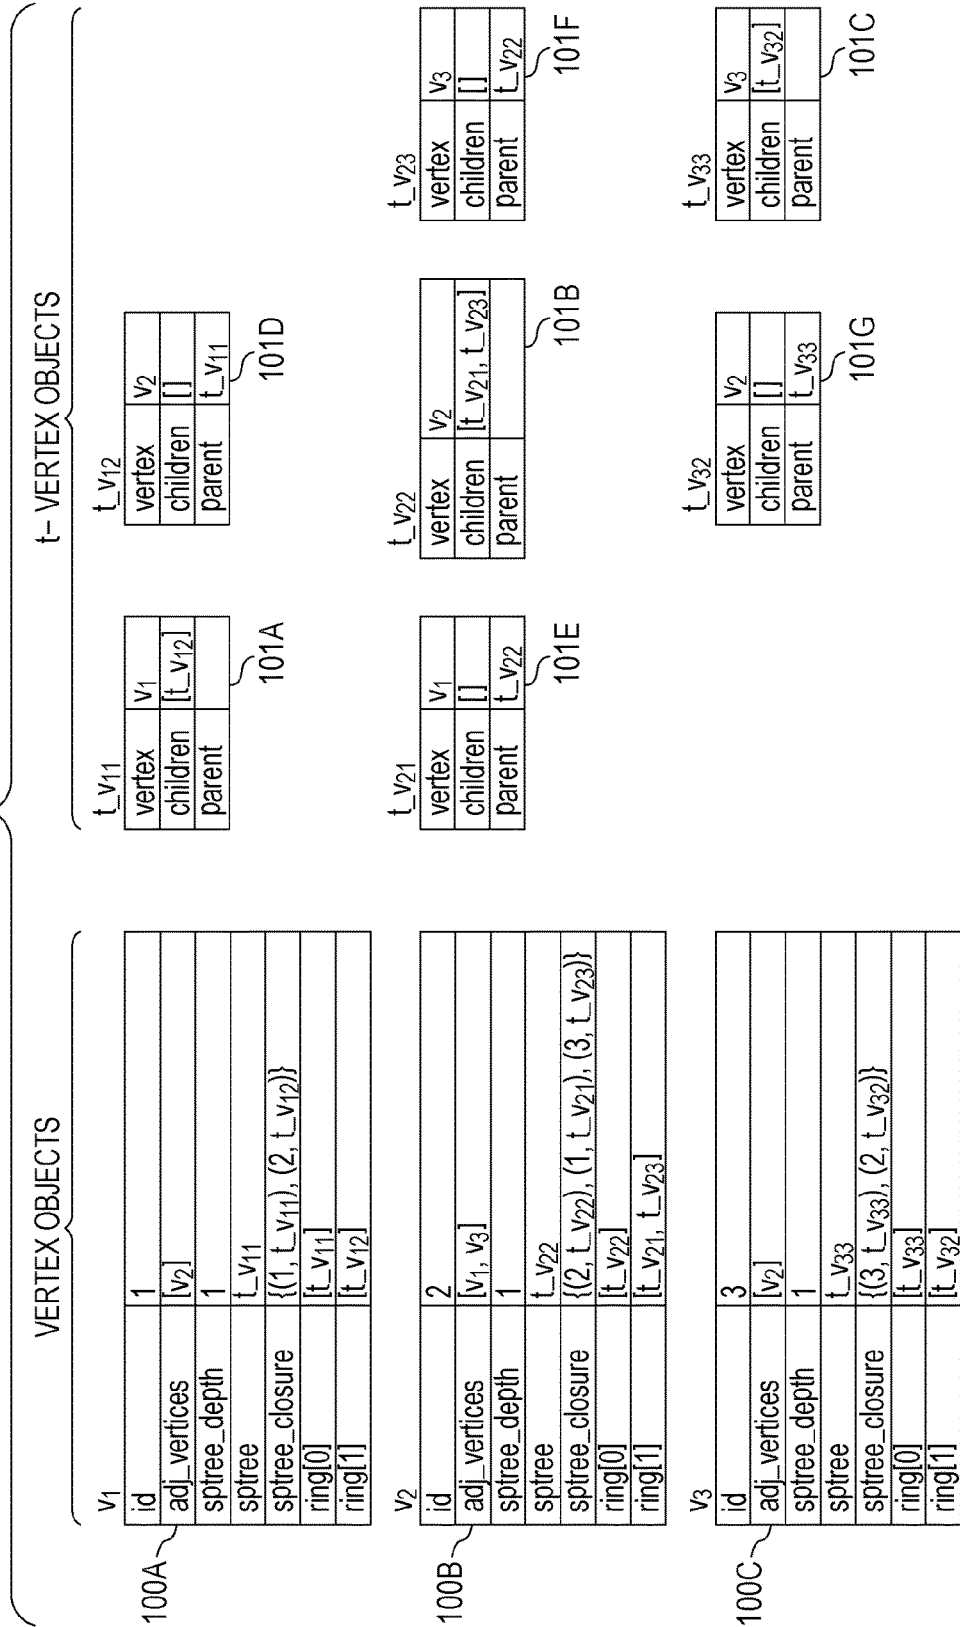 VERTEX OBJECTS
t– VERTEX OBJECTS
v1
id 1
adj_vertices [v2]
sptree_depth 1
sptree t_v11
sptree_closure {(1, t_v11), (2, t_v12)}
ring[0] [t_v11]
ring[1] [t_v12]
100A
t_v11
vertex v1
children [t_v12]
parent
101A
t_v12
vertex v2
children []
parent t_v11
101D
v2
id 2
adj_vertices [v1, v3]
sptree_depth 1
sptree t_v22
sptree_closure {(2, t_v22), (1, t_v21), (3, t_v23)}
ring[0] [t_v22]
ring[1] [t_v21, t_v23]
100B
t_v21
vertex v1
children []
parent t_v22
101E
t_v22
vertex v2
children [t_v21, t_v23]
parent
101B
t_v23
vertex v3
children []
parent t_v22
101F
v3
id 3
adj_vertices [v2]
sptree_depth 1
sptree t_v33
sptree_closure {(3, t_v33), (2, t_v32)}
ring[0] [t_v33]
ring[1] [t_v32]
100C
t_v32
vertex v2
children []
parent t_v33
101G
t_v33
vertex v3
children [t_v32]
parent
101C